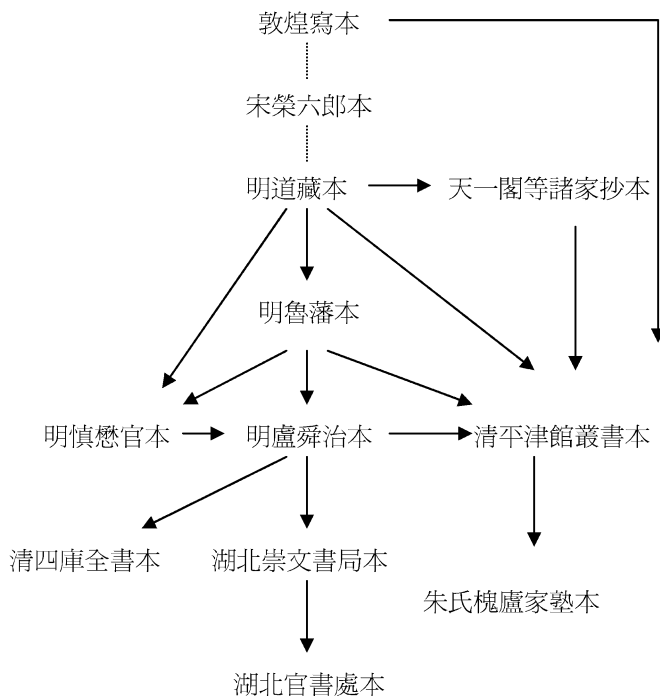 敦煌寫本
宋榮六郎本
明道藏本
天一閣等諸家抄本
明魯藩本
明慎懋官本
明盧舜治本
清平津館叢書本
清四庫全書本
湖北崇文書局本
朱氏槐廬家塾本
湖北官書處本